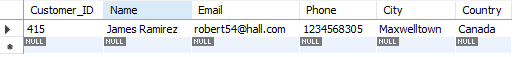 Customer_ID Name Email Phone City Country
415 James Ramirez robert54@hall.com 1234568305 Maxwelltown Canada
NULL NULL NULL NULL NULL NULL